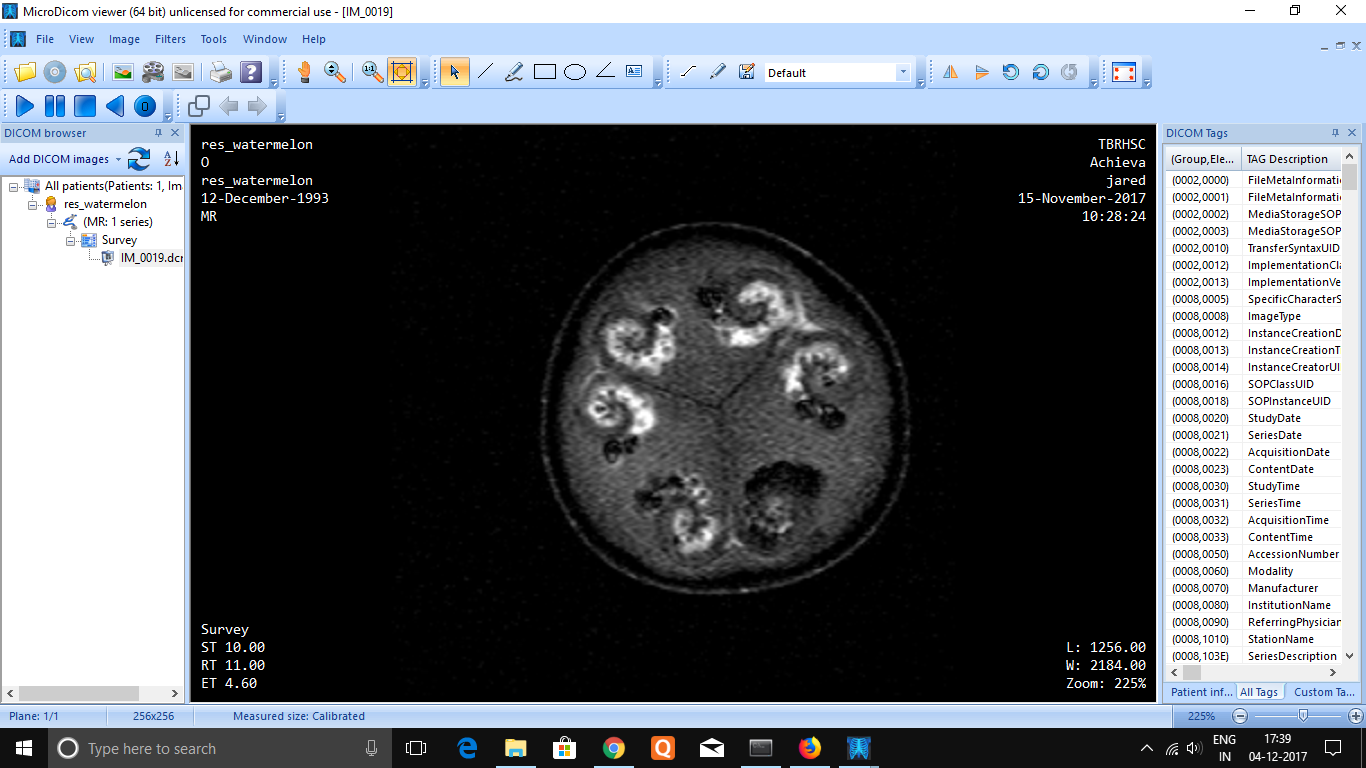 MicroDicom viewer (64 bit) unlicensed for commercial use - [IM_0019]
File View Image Filters Tools Window Help
1:1
Default
DICOM browser
Add DICOM images
A
Z
All patients(Patients: 1, Im
res_watermelon
(MR: 1 series)
Survey
IM_0019.dcr
res_watermelon
O
res_watermelon
12-December-1993
MR
TBRHSC
Achieva
jared
15-November-2017
10:28:24
Survey
ST 10.00
RT 11.00
ET 4.60
L: 1256.00
W: 2184.00
Zoom: 225%
DICOM Tags
(Group,Ele... TAG Description
(0002,0000) FileMetaInformati
(0002,0001) FileMetaInformati
(0002,0002) MediaStorageSOP
(0002,0003) MediaStorageSOP
(0002,0010) TransferSyntaxUID
(0002,0012) ImplementationCl
(0002,0013) ImplementationVe
(0008,0005) SpecificCharacterS
(0008,0008) ImageType
(0008,0012) InstanceCreationD
(0008,0013) InstanceCreationT
(0008,0014) InstanceCreatorUI
(0008,0016) SOPClassUID
(0008,0018) SOPInstanceUID
(0008,0020) StudyDate
(0008,0021) SeriesDate
(0008,0022) AcquisitionDate
(0008,0023) ContentDate
(0008,0030) StudyTime
(0008,0031) SeriesTime
(0008,0032) AcquisitionTime
(0008,0033) ContentTime
(0008,0050) AccessionNumber
(0008,0060) Modality
(0008,0070) Manufacturer
(0008,0080) InstitutionName
(0008,0090) ReferringPhysician
(0008,1010) StationName
(0008,103E) SeriesDescription
Patient inf... All Tags Custom Ta...
Plane: 1/1 256x256 Measured size: Calibrated 225%
Type here to search
ENG
IN
17:39
04-12-2017